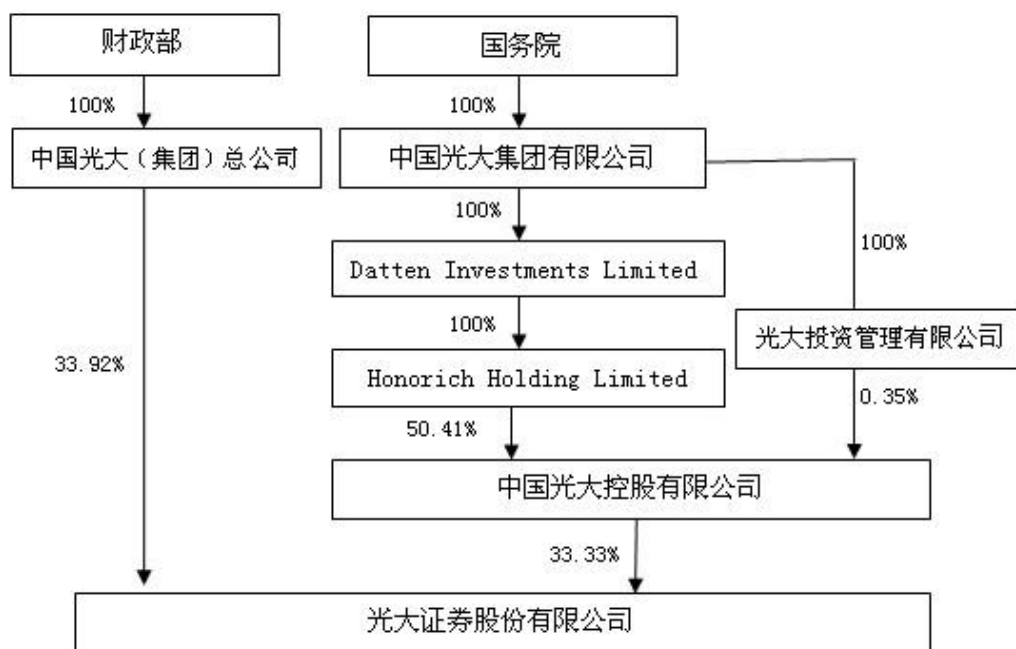 财政部
国务院
100%
100%
中国光大（集团）总公司
中国光大集团有限公司
100%
100%
Datten Investments Limited
100%
光大投资管理有限公司
33.92%
Honorich Holding Limited
0.35%
50.41%
中国光大控股有限公司
33.33%
光大证券股份有限公司